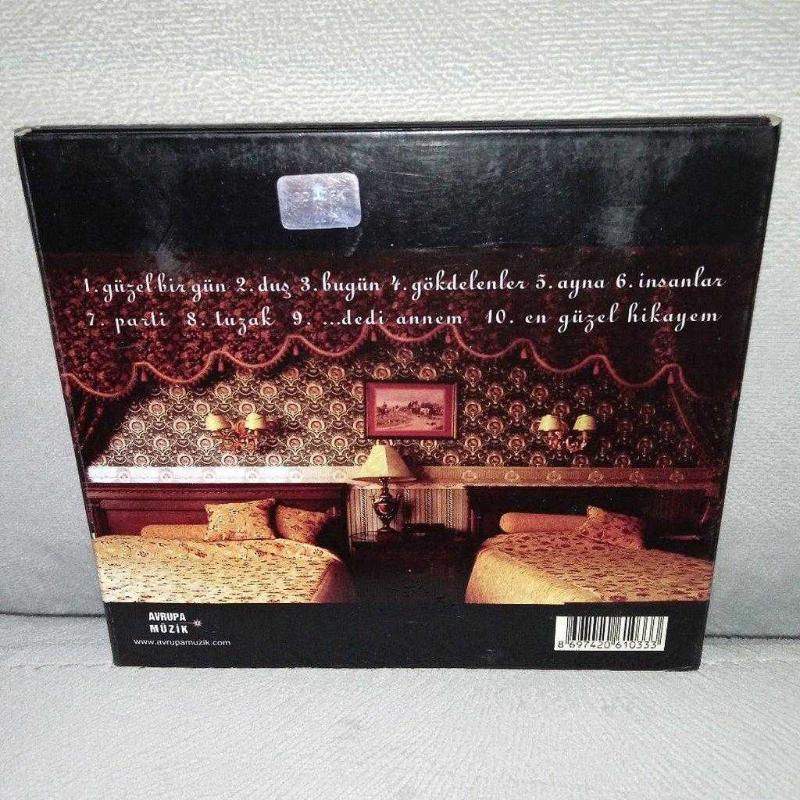 1. güzel bir gün 2. duş 3. bugün 4. gökdelenler 5. ayna 6. insanlar
7. parti 8. tuzak 9. ...dedi annem 10. en güzel hikayem
AVRUPA
MÜZİK
www.avrupamuzik.com
8 697420 610333